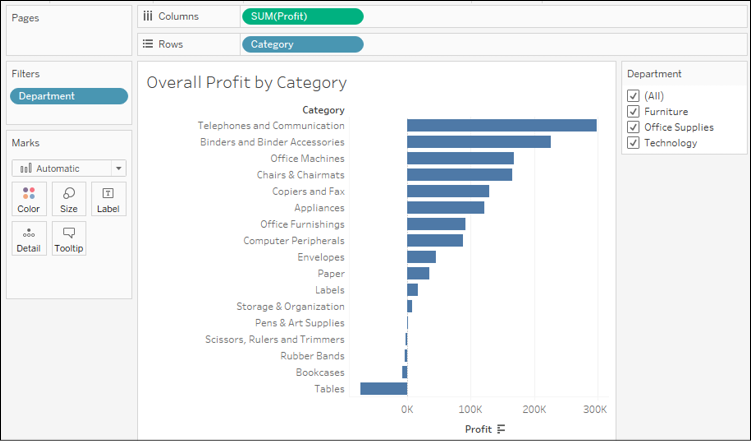 Pages
Columns
SUM(Profit)
Rows
Category
Filters
Department
Marks
Automatic
Color
Size
Label
Detail
Tooltip
Overall Profit by Category
Category
Telephones and Communication
Binders and Binder Accessories
Office Machines
Chairs & Chairmats
Copiers and Fax
Appliances
Office Furnishings
Computer Peripherals
Envelopes
Paper
Labels
Storage & Organization
Pens & Art Supplies
Scissors, Rulers and Trimmers
Rubber Bands
Bookcases
Tables
0K 100K 200K 300K
Profit
Department
(All)
Furniture
Office Supplies
Technology